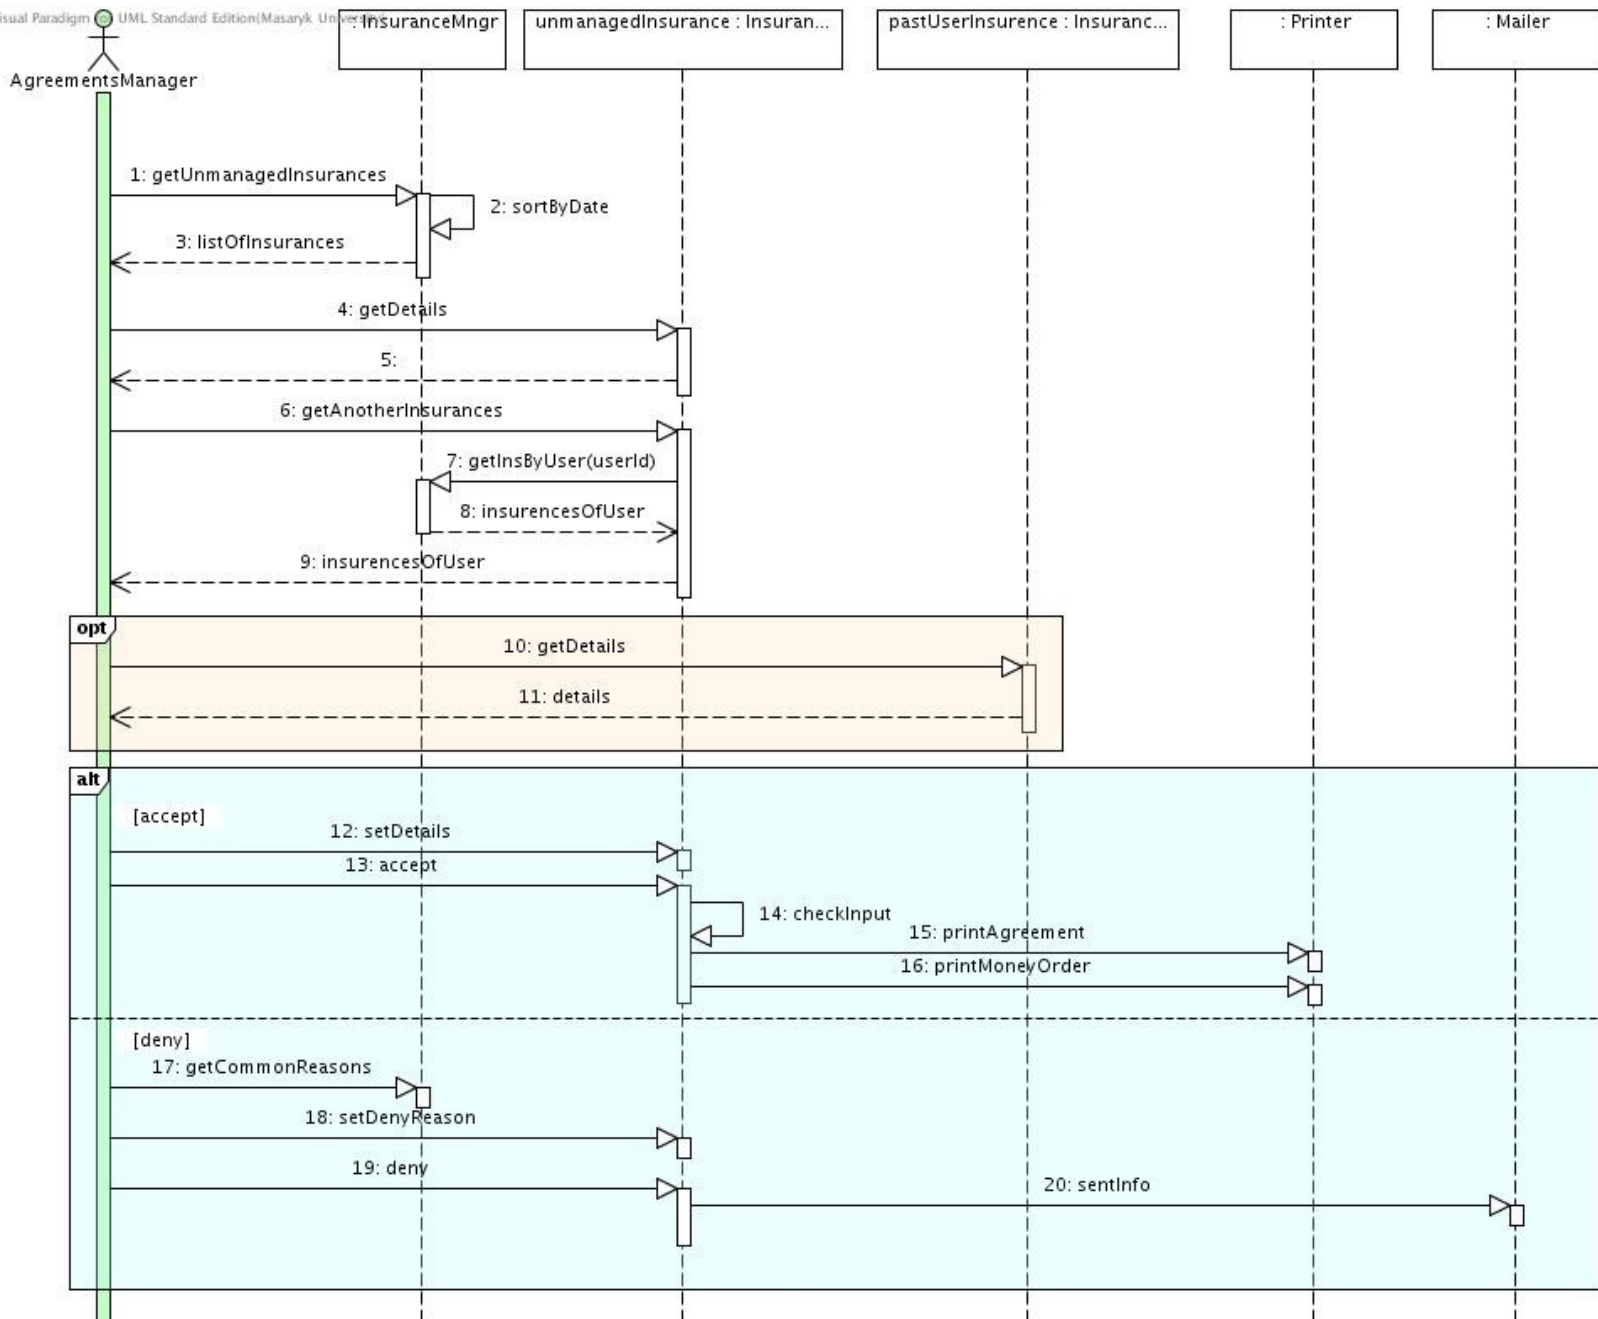 isual Paradigm UML Standard Edition(Masaryk University)
: InsuranceMngr
unmanagedInsurance : Insuran...
pastUserInsurence : Insuranc...
: Printer
: Mailer
AgreementsManager
1: getUnmanagedInsurances
2: sortByDate
3: listOfInsurances
4: getDetails
5:
6: getAnotherInsurances
7: getInsByUser(userId)
8: insurencesOfUser
9: insurencesOfUser
opt
10: getDetails
11: details
alt
[accept]
12: setDetails
13: accept
14: checkInput
15: printAgreement
16: printMoneyOrder
[deny]
17: getCommonReasons
18: setDenyReason
19: deny
20: sentInfo